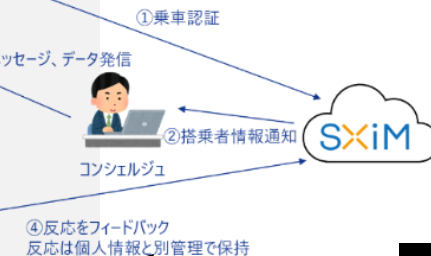 ①乗車認証
ッセージ、データ発信
②搭乗者情報通知
SXiM
コンシェルジュ
④反応をフィードバック
反応は個人情報と別管理で保持